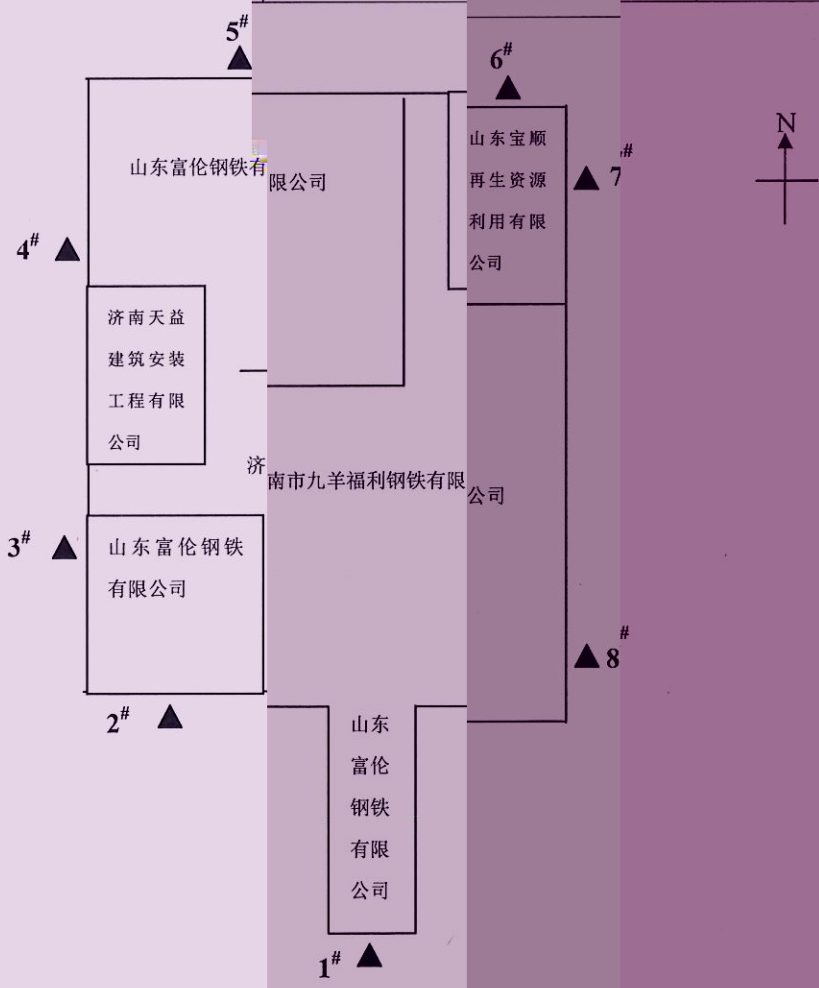 5#
6#
N
山东富伦钢铁有限公司
山东宝顺
再生资源
利用有限
公司
7#
4#
济南天益
建筑安装
工程有限
公司
济南市九羊福利钢铁有限公司
3#
山东富伦钢铁
有限公司
8#
2#
山东
富伦
钢铁
有限
公司
1#